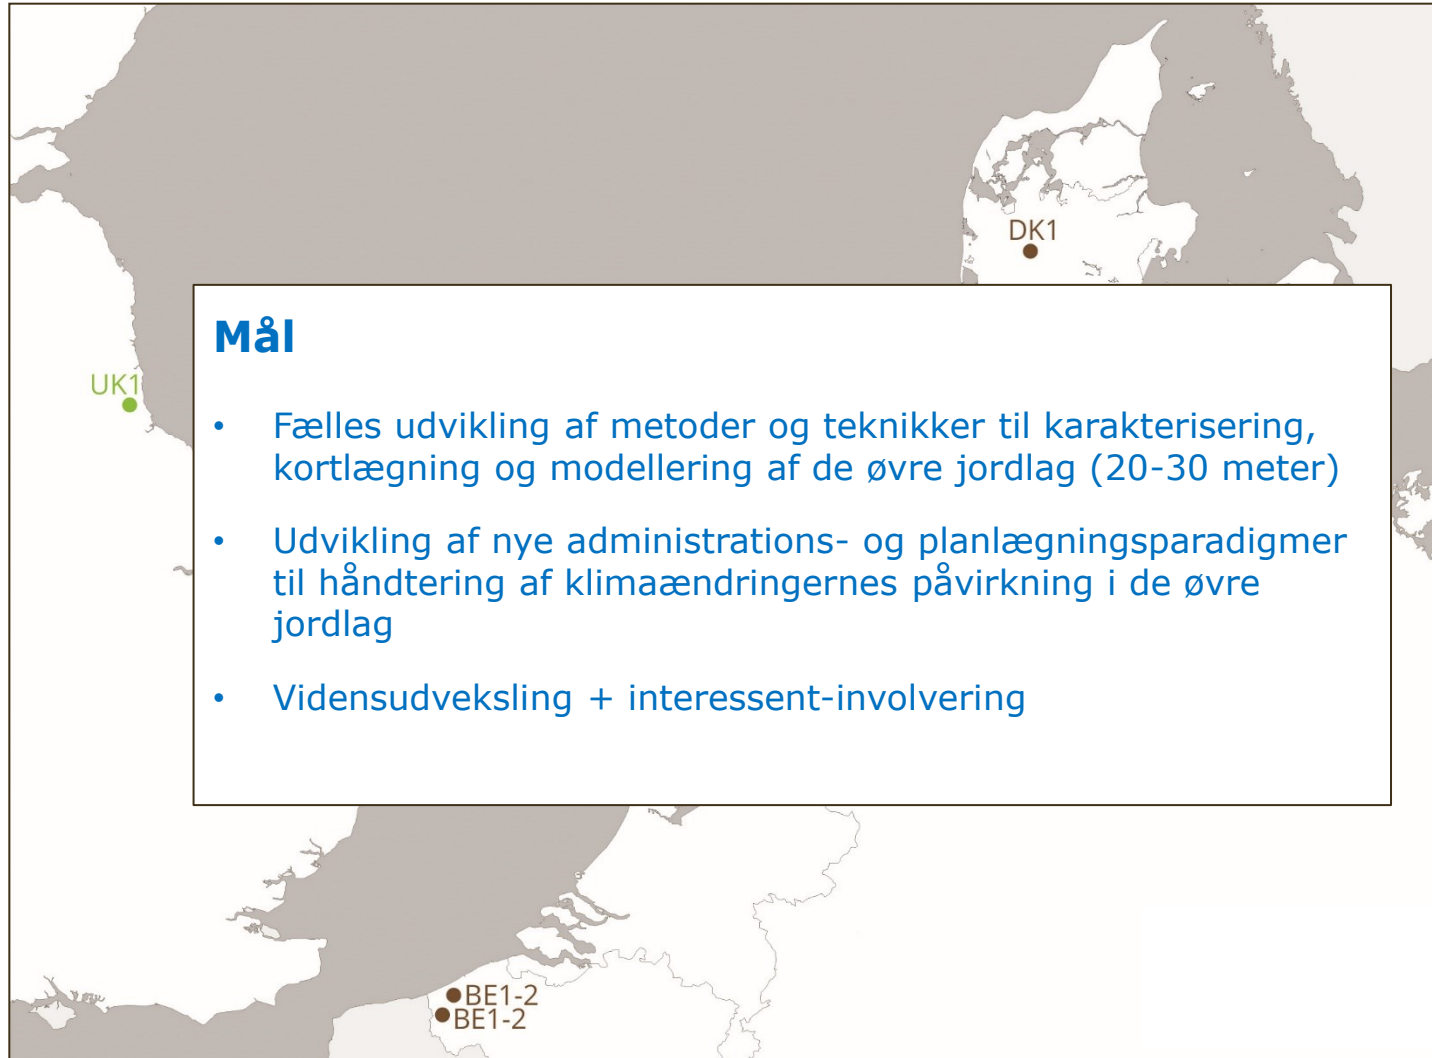 DK1
UK1
Mål
• Fælles udvikling af metoder og teknikker til karakterisering,
kortlægning og modellering af de øvre jordlag (20-30 meter)
• Udvikling af nye administrations- og planlægningsparadigmer
til håndtering af klimaændringernes påvirkning i de øvre
jordlag
• Vidensudveksling + interessent-involvering
BE1-2
BE1-2